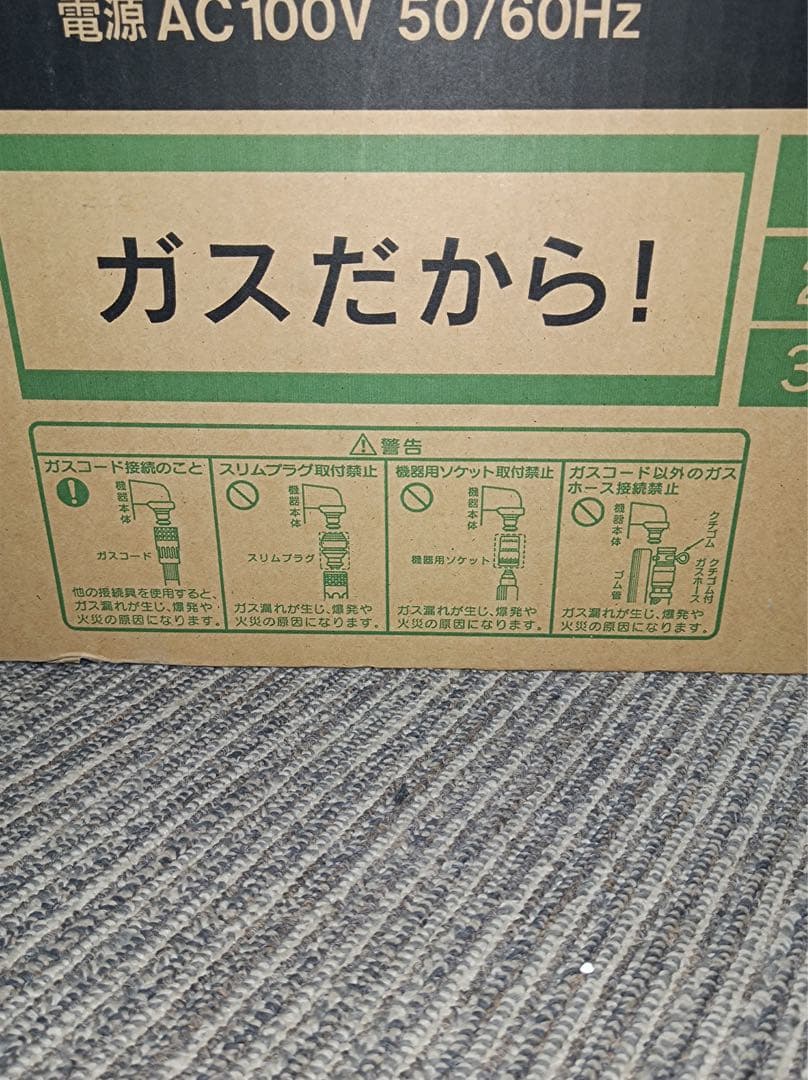 電源 AC100V 50/60Hz
ガスだから!
2
3
警告
ガスコード接続のこと
機器本体
ガスコード
他の接続具を使用すると、
ガス漏れが生じ、爆発や
火災の原因になります。
スリムプラグ取付禁止
機器本体
スリムプラグ
ガス漏れが生じ、爆発や
火災の原因になります。
機器用ソケット取付禁止
機器本体
機器用ソケット
ガス漏れが生じ、爆発や
火災の原因になります。
ガスコード以外のガス
ホース接続禁止
機器本体
クチゴム
ゴム管
クチゴム付
ガスホース
ガス漏れが生じ、爆発や
火災の原因になります。